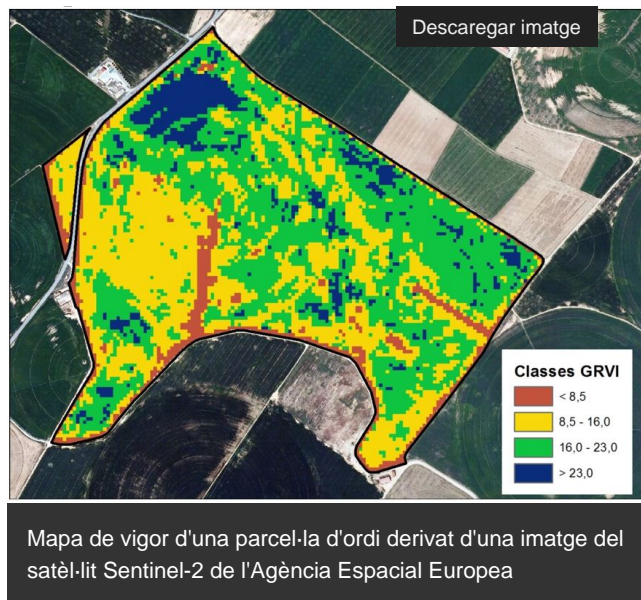 Descaregar imatge
Classes GRVI
< 8,5
8,5 - 16,0
16,0 - 23,0
> 23,0
Mapa de vigor d'una parcel·la d'ordi derivat d'una imatge del
satèl·lit Sentinel-2 de l'Agència Espacial Europea